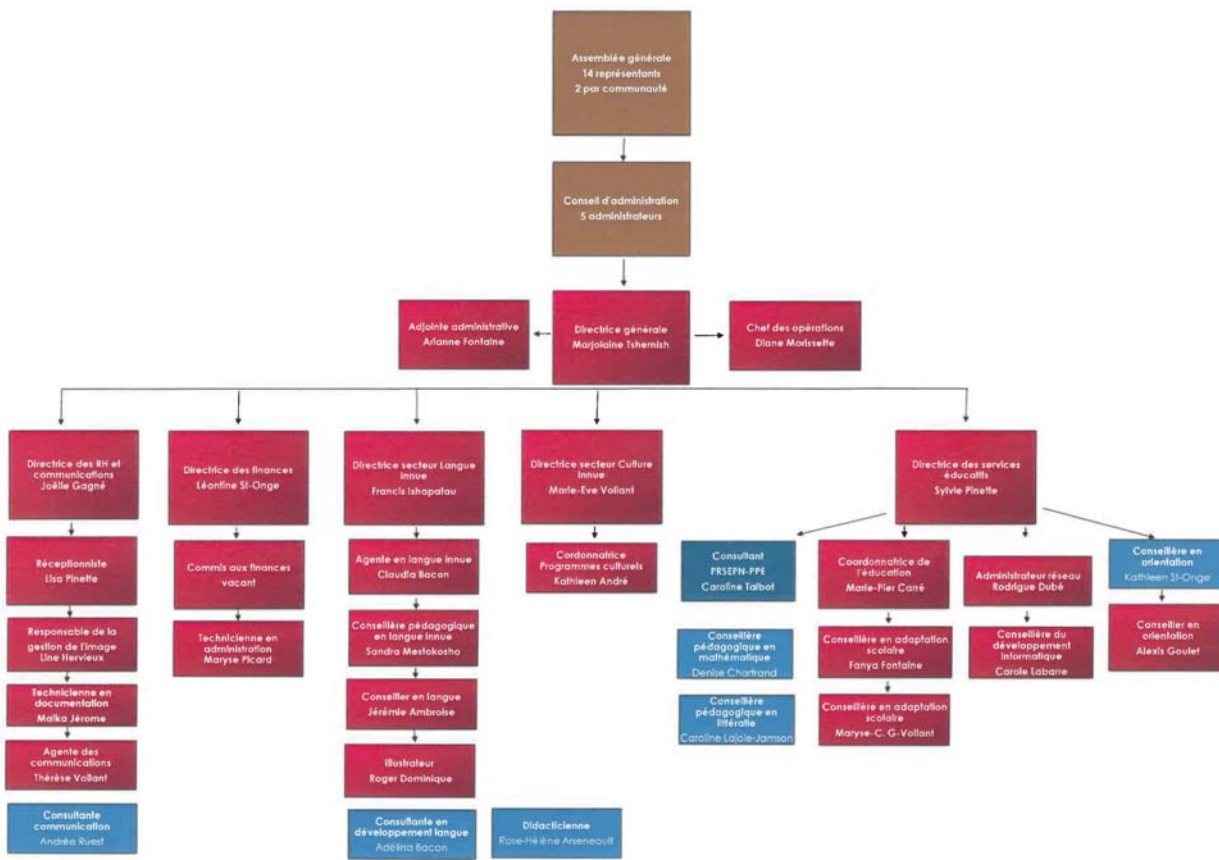 Assemblée générale
14 représentants
2 par communauté
Conseil d'administration
5 administrateurs
Adjointe administrative
Arianne Fontaine
Directrice générale
Marjolaine Tshernish
Chef des opérations
Diane Morissette
Directrice des RH et
communications
Joëlle Gagné
Directrice des finances
Léontine St-Onge
Directrice secteur Langue
innue
Francis Ishapatau
Directrice secteur Culture
innue
Marie-Eve Vollant
Directrice des services
éducatifs
Sylvie Pinette
Réceptionniste
Lisa Pinette
Responsable de la
gestion de l'image
Line Hervieux
Technicienne en
documentation
Maïka Jérome
Agente des
communications
Thérèse Vollant
Consultante
communication
Andrée Ruest
Commis aux finances
vacant
Technicienne en
administration
Maryse Picard
Agente en langue innue
Claudia Bacon
Conseillère pédagogique
en langue innue
Sandra Mestokosho
Conseiller en langue
Jérémie Ambroise
Illustrateur
Roger Dominique
Consultante en
développement langue
Adélina Bacon
Didacticienne
Rose-Hélène Arseneault
Cordonnatrice
Programmes culturels
Kathleen André
Consultant
PRSEPN-PPE
Caroline Talbot
Conseillère
pédagogique en
mathématique
Denise Chartrand
Conseillère
pédagogique en
littératie
Caroline Lajoie-Jamson
Coordonnatrice de
l'éducation
Marie-Pier Carré
Conseillère en adaptation
scolaire
Fanya Fontaine
Conseillère en adaptation
scolaire
Maryse-C. G-Vollant
Administrateur réseau
Rodrigue Dubé
Conseillère du
développement
informatique
Carole Labarre
Conseillère en
orientation
Kathleen St-Onge
Conseiller en
orientation
Alexis Goulet